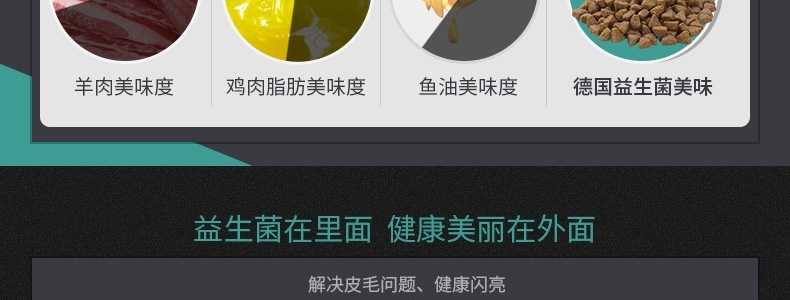 羊肉美味度
鸡肉脂肪美味度
鱼油美味度
德国益生菌美味
益生菌在里面 健康美丽在外面
解决皮毛问题、健康闪亮